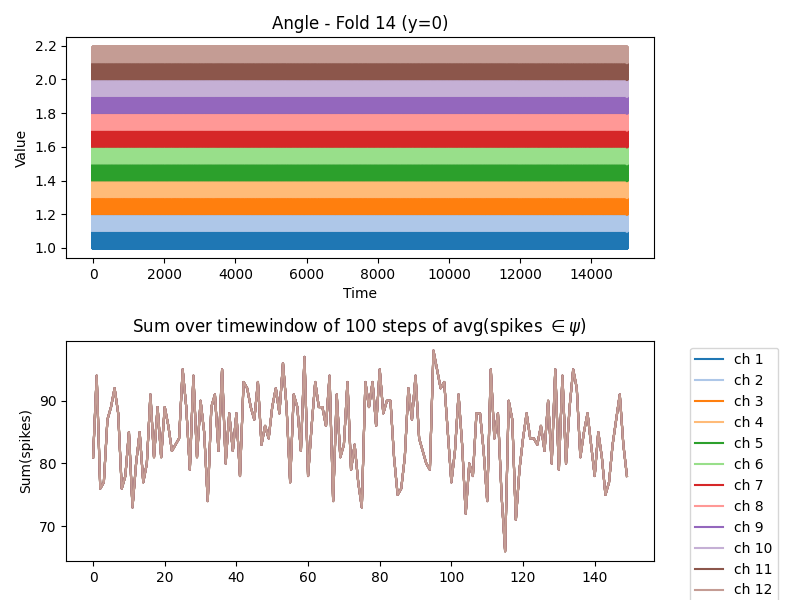 Angle - Fold 14 (y=0)
Value
2.2
2.0
1.8
1.6
1.4
1.2
1.0
0 2000 4000 6000 8000 10000 12000 14000
Time
Sum over timewindow of 100 steps of avg(spikes ∈ ψ)
Sum(spikes)
90
80
70
0 20 40 60 80 100 120 140
ch 1
ch 2
ch 3
ch 4
ch 5
ch 6
ch 7
ch 8
ch 9
ch 10
ch 11
ch 12